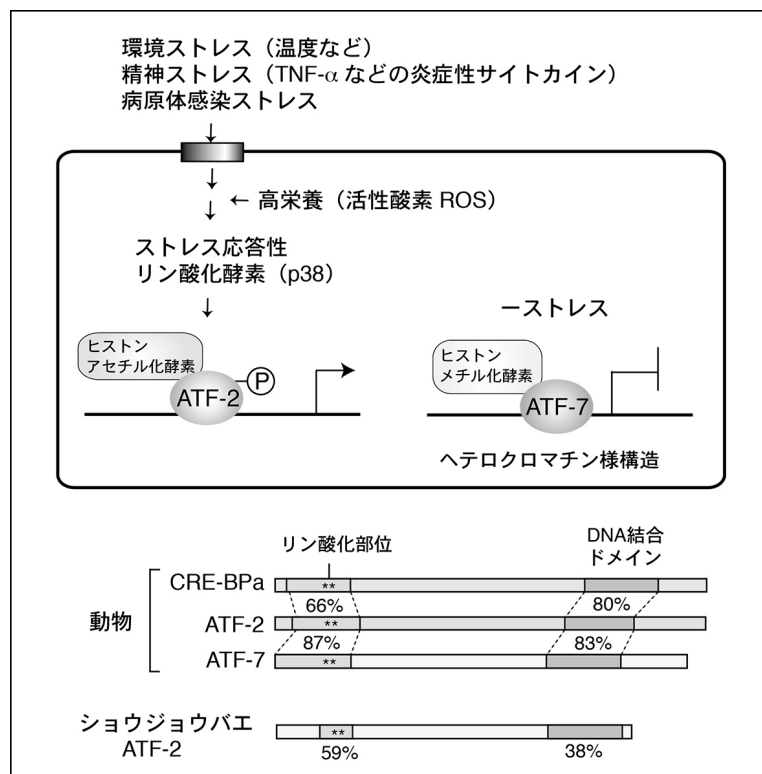 環境ストレス（温度など）
精神ストレス（TNF-α などの炎症性サイトカイン）
病原体感染ストレス
← 高栄養（活性酸素 ROS）
ストレス応答性
リン酸化酵素（p38）
ーストレス
ヒストン
アセチル化酵素
P
ATF-2
ヒストン
メチル化酵素
ATF-7
ヘテロクロマチン様構造
リン酸化部位
DNA結合
ドメイン
動物
CRE-BPa
**
66%
80%
ATF-2
**
87%
83%
ATF-7
**
ショウジョウバエ
ATF-2
**
59%
38%